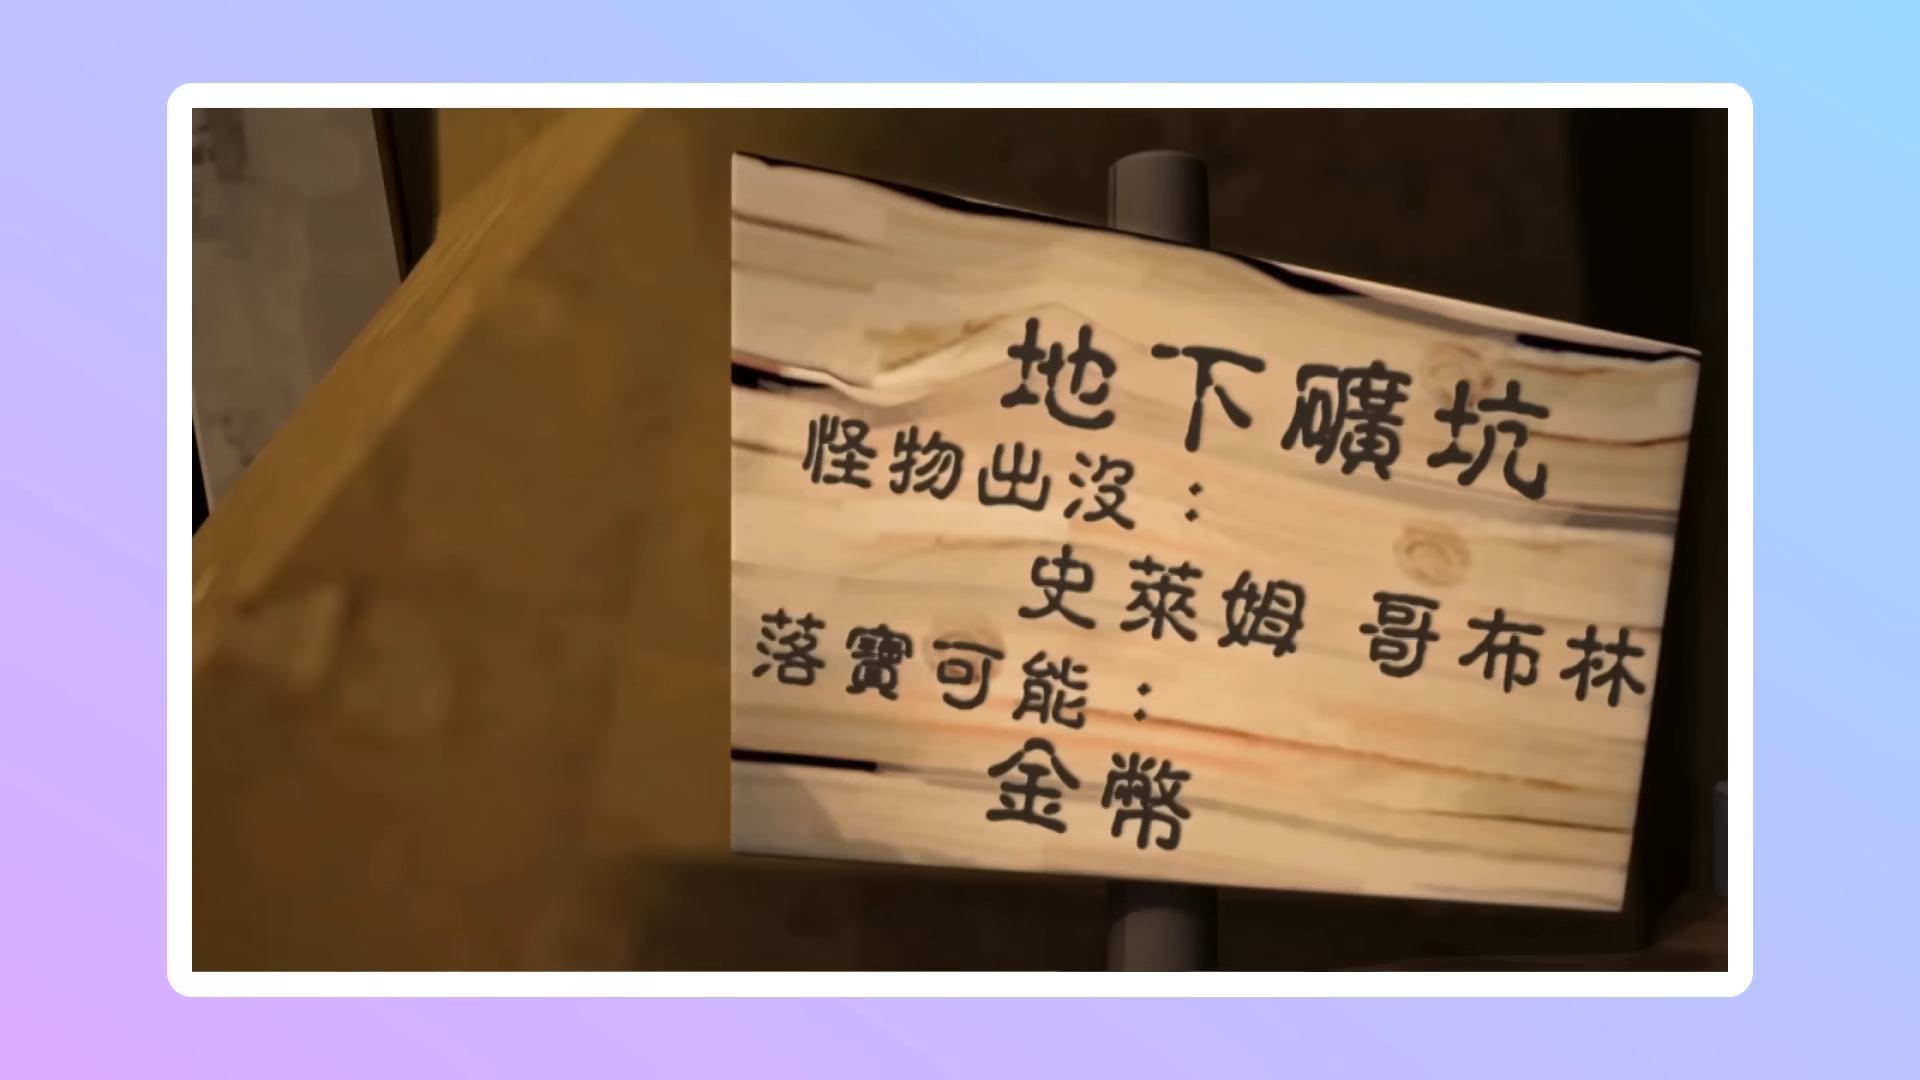 地下礦坑
怪物出沒：
史萊姆 哥布林
落寶可能：
金幣